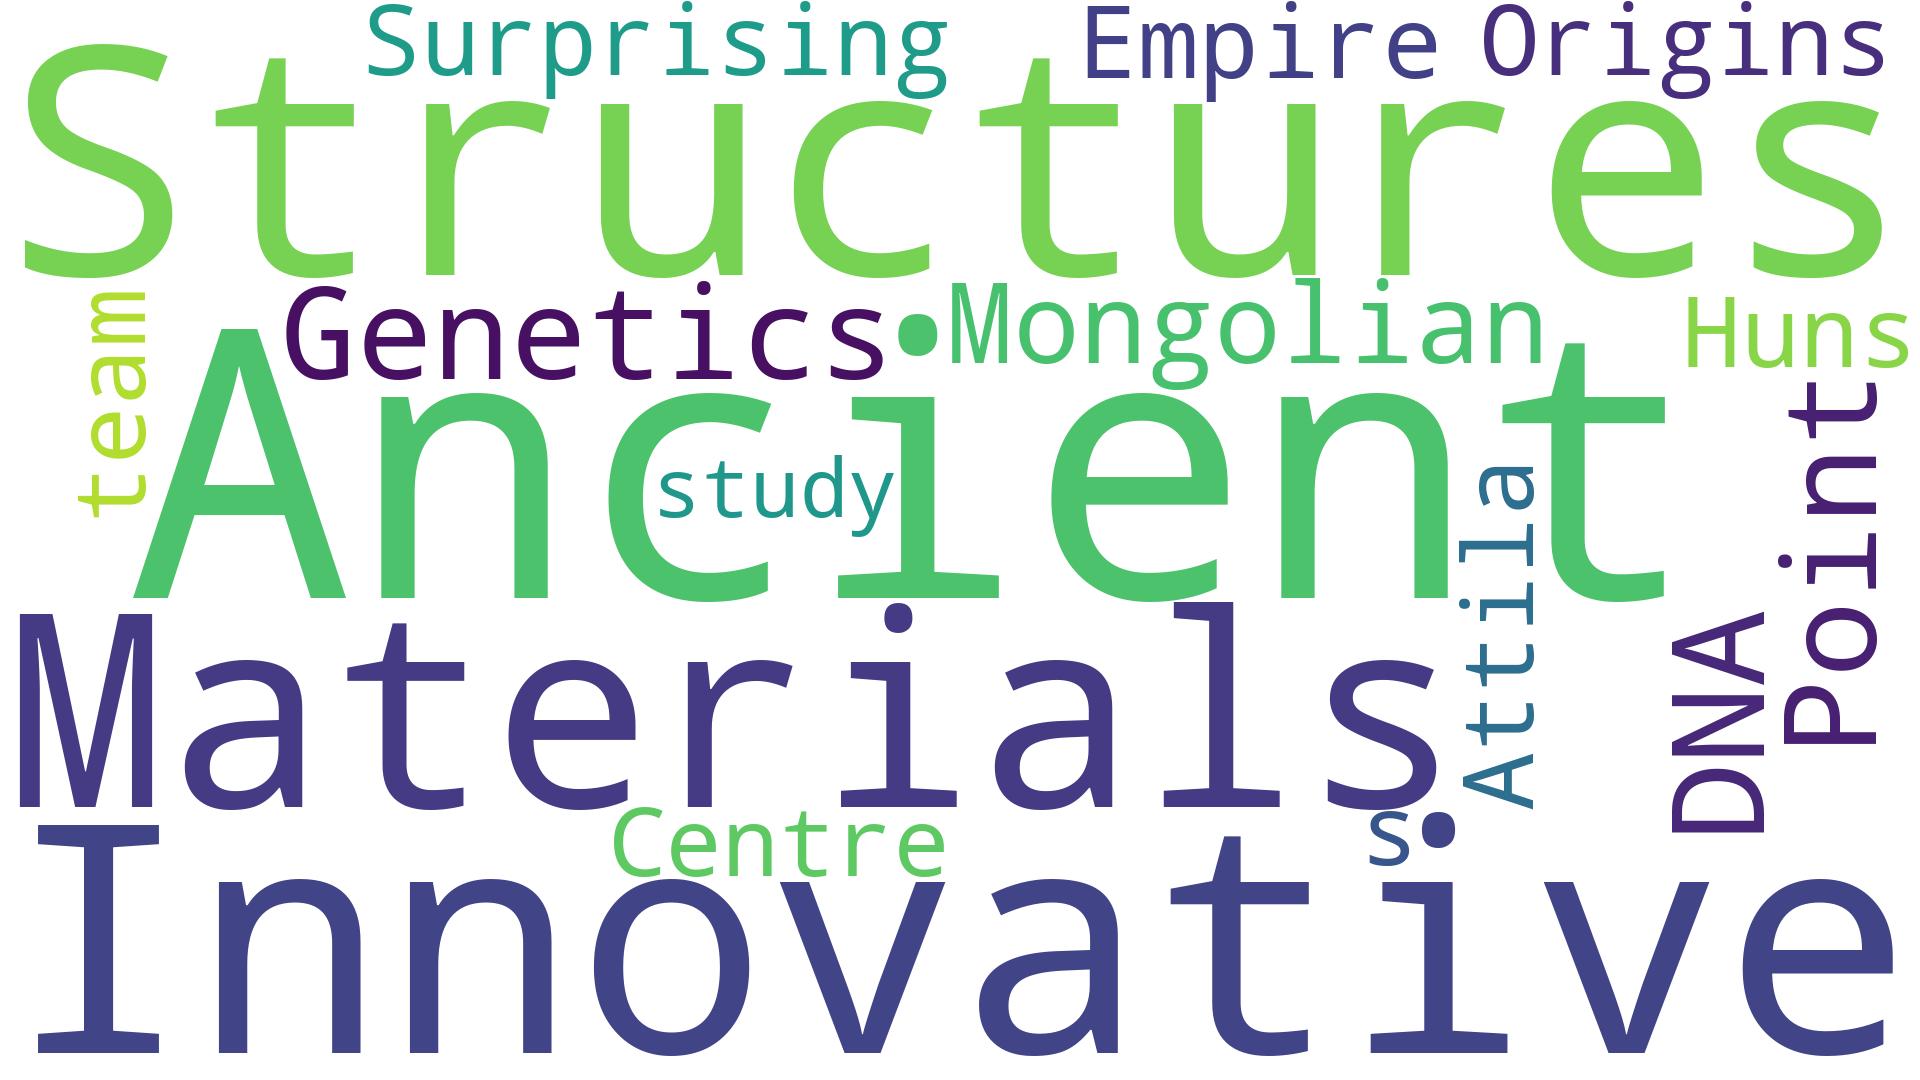 Surprising
Empire
Origins
Structures
team
Genetics
Mongolian
Huns
Ancient
study
Attila
Point
DNA
Materials
Centre
s
Innovative